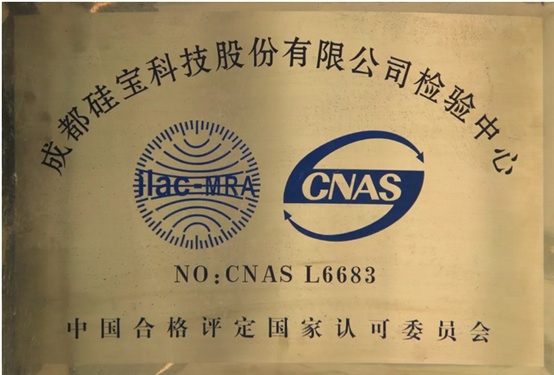 成都硅宝科技股份有限公司检验中心
ilac-MRA
CNAS
NO:CNAS L6683
中国合格评定国家认可委员会